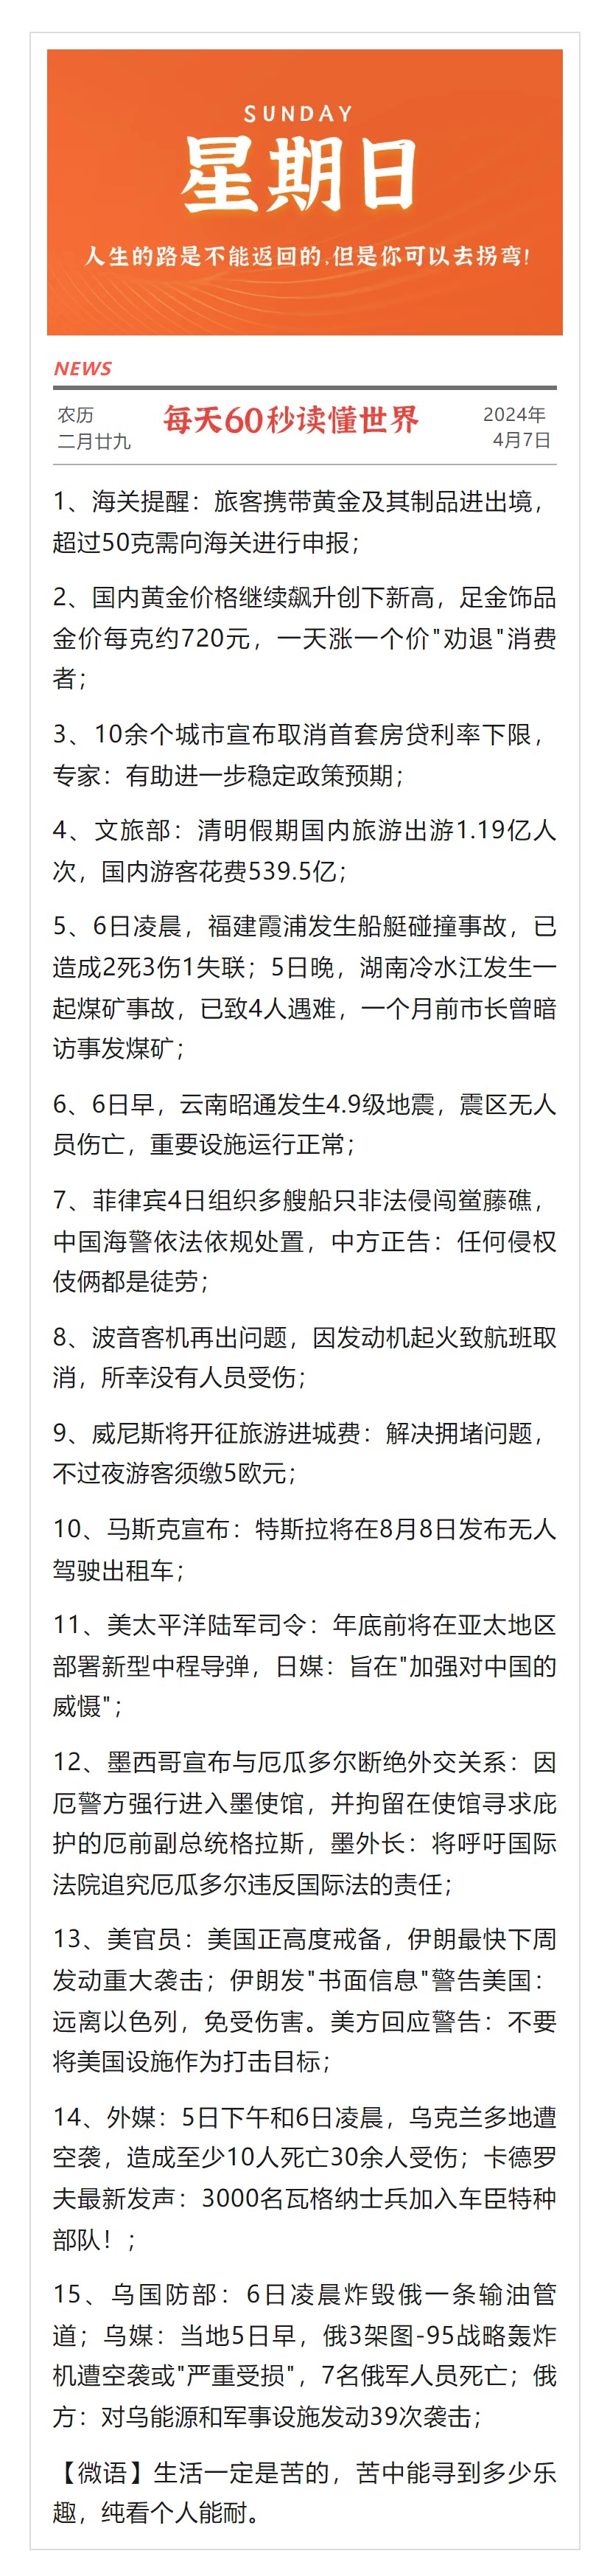 SUNDAY
星期日
人生的路是不能返回的,但是你可以去拐弯!
NEWS
农历
二月廿九
每天60秒读懂世界
2024年
4月7日
1、海关提醒：旅客携带黄金及其制品进出境，
超过50克需向海关进行申报；
2、国内黄金价格继续飙升创下新高，足金饰品
金价每克约720元，一天涨一个价"劝退"消费
者；
3、10余个城市宣布取消首套房贷利率下限，
专家：有助进一步稳定政策预期；
4、文旅部：清明假期国内旅游出游1.19亿人
次，国内游客花费539.5亿；
5、6日凌晨，福建霞浦发生船艇碰撞事故，已
造成2死3伤1失联；5日晚，湖南冷水江发生一
起煤矿事故，已致4人遇难，一个月前市长曾暗
访事发煤矿；
6、6日早，云南昭通发生4.9级地震，震区无人
员伤亡，重要设施运行正常；
7、菲律宾4日组织多艘船只非法侵闯鲎藤礁，
中国海警依法依规处置，中方正告：任何侵权
伎俩都是徒劳；
8、波音客机再出问题，因发动机起火致航班取
消，所幸没有人员受伤；
9、威尼斯将开征旅游进城费：解决拥堵问题，
不过夜游客须缴5欧元；
10、马斯克宣布：特斯拉将在8月8日发布无人
驾驶出租车；
11、美太平洋陆军司令：年底前将在亚太地区
部署新型中程导弹，日媒：旨在"加强对中国的
威慑"；
12、墨西哥宣布与厄瓜多尔断绝外交关系：因
厄警方强行进入墨使馆，并拘留在使馆寻求庇
护的厄前副总统格拉斯，墨外长：将呼吁国际
法院追究厄瓜多尔违反国际法的责任；
13、美官员：美国正高度戒备，伊朗最快下周
发动重大袭击；伊朗发"书面信息"警告美国：
远离以色列，免受伤害。美方回应警告：不要
将美国设施作为打击目标；
14、外媒：5日下午和6日凌晨，乌克兰多地遭
空袭，造成至少10人死亡30余人受伤；卡德罗
夫最新发声：3000名瓦格纳士兵加入车臣特种
部队！；
15、乌国防部：6日凌晨炸毁俄一条输油管
道；乌媒：当地5日早，俄3架图-95战略轰炸
机遭空袭或"严重受损"，7名俄军人员死亡；俄
方：对乌能源和军事设施发动39次袭击；
【微语】生活一定是苦的，苦中能寻到多少乐
趣，纯看个人能耐。